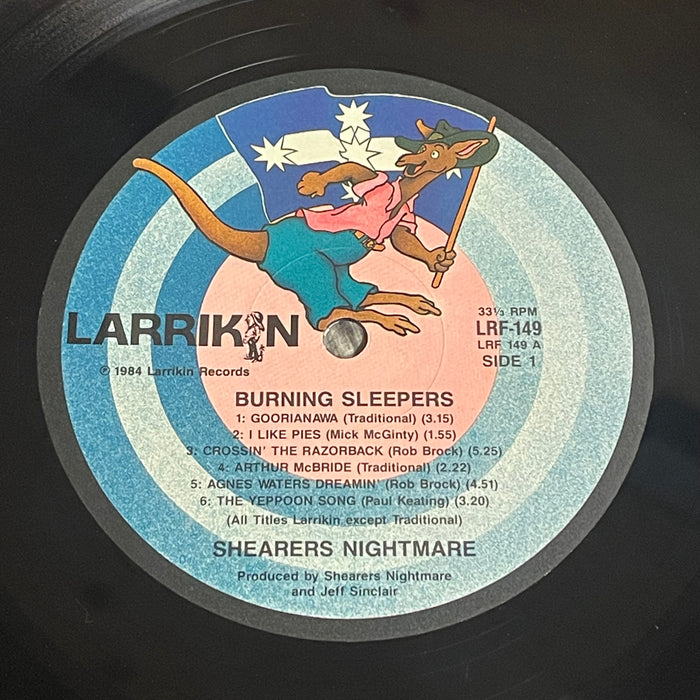 LARRIKIN
33⅓ RPM
LRF-149
LRF 149 A
SIDE 1
℗ 1984 Larrikin Records
BURNING SLEEPERS
1: GOORIANAWA (Traditional) (3.15)
2: I LIKE PIES (Mick McGinty) (1.55)
3: CROSSIN' THE RAZORBACK (Rob Brock) (5.25)
4: ARTHUR McBRIDE (Traditional) (2.22)
5: AGNES WATERS DREAMIN' (Rob Brock) (4.51)
6: THE YEPPOON SONG (Paul Keating) (3.20)
(All Titles Larrikin except Traditional)
SHEARERS NIGHTMARE
Produced by Shearers Nightmare
and Jeff Sinclair